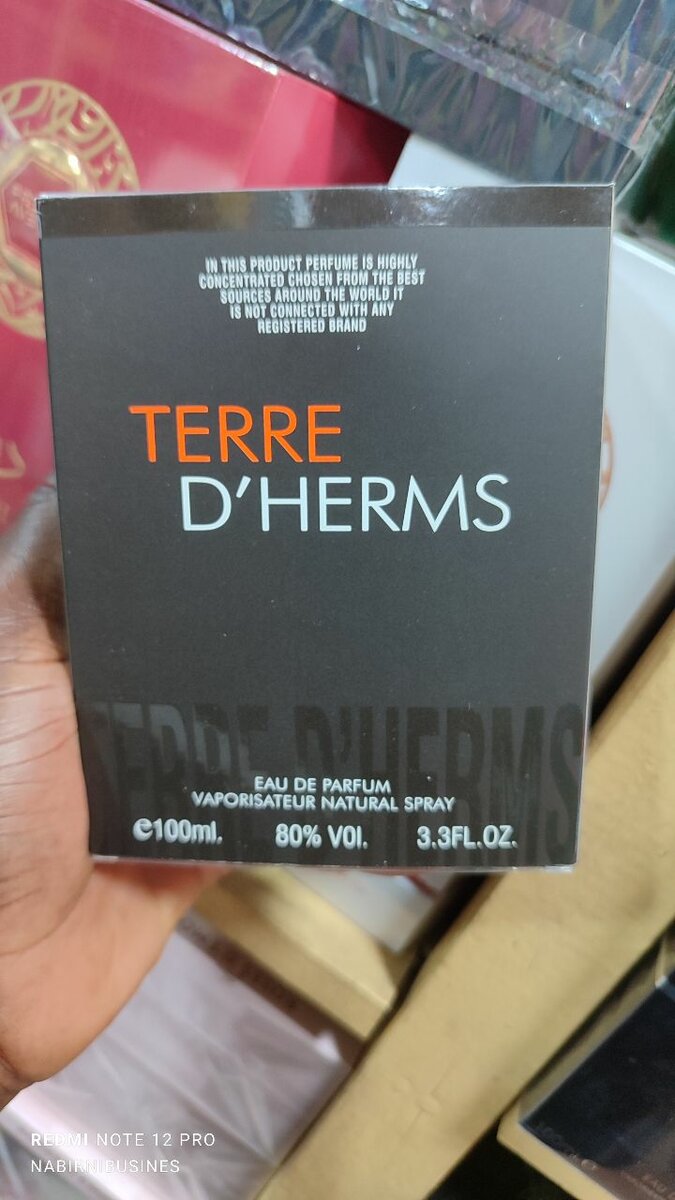 IN THIS PRODUCT PERFUME IS HIGHLY
CONCENTRATED CHOSEN FROM THE BEST
SOURCES AROUND THE WORLD IT
IS NOT CONNECTED WITH ANY
REGISTERED BRAND
TERRE
D'HERMS
TERRE D'HERMS
EAU DE PARFUM
VAPORISATEUR NATURAL SPRAY
e100ml. 80% VOl. 3.3FL.OZ.
REDMI NOTE 12 PRO
NABIRNI BUSINES